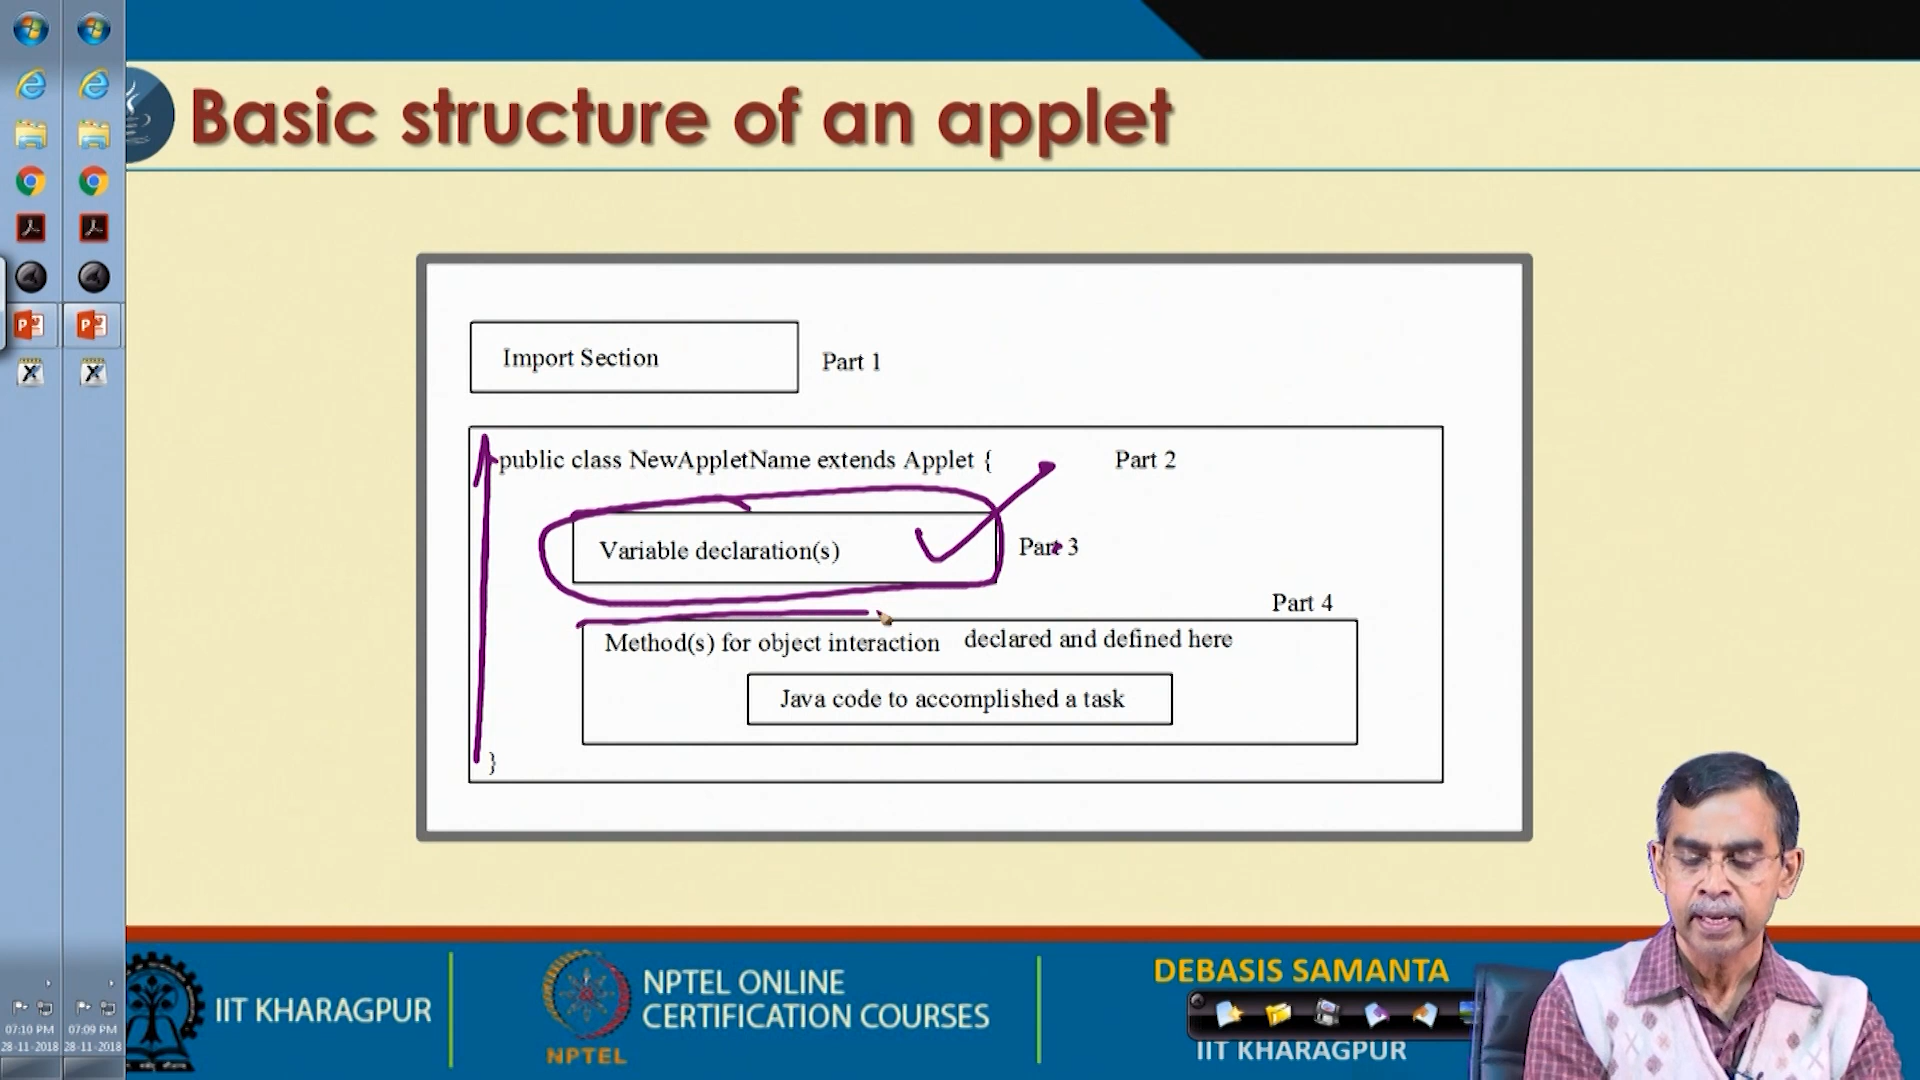 Basic structure of an applet
Import Section
Part 1
public class NewAppletName extends Applet {
Part 2
Variable declaration(s)
Part 3
Part 4
Method(s) for object interaction declared and defined here
Java code to accomplished a task
}
IIT KHARAGPUR
NPTEL
NPTEL ONLINE
CERTIFICATION COURSES
DEBASIS SAMANTA
IIT KHARAGPUR
07:10 PM
28-11-2018
07:09 PM
28-11-2018